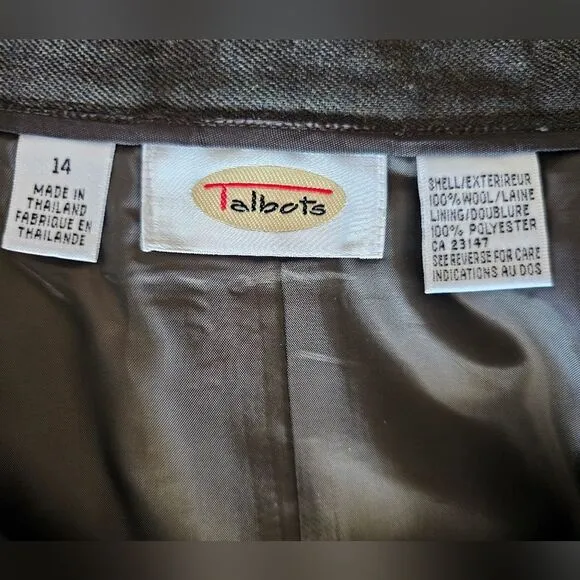 14
MADE IN
THAILAND
FABRIQUE EN
THAILANDE
Talbots
SHELL/EXTERIEUR
100% WOOL/LAINE
LINING/DOUBLURE
100% POLYESTER
CA 23147
SEE REVERSE FOR CARE
INDICATIONS AU DOS